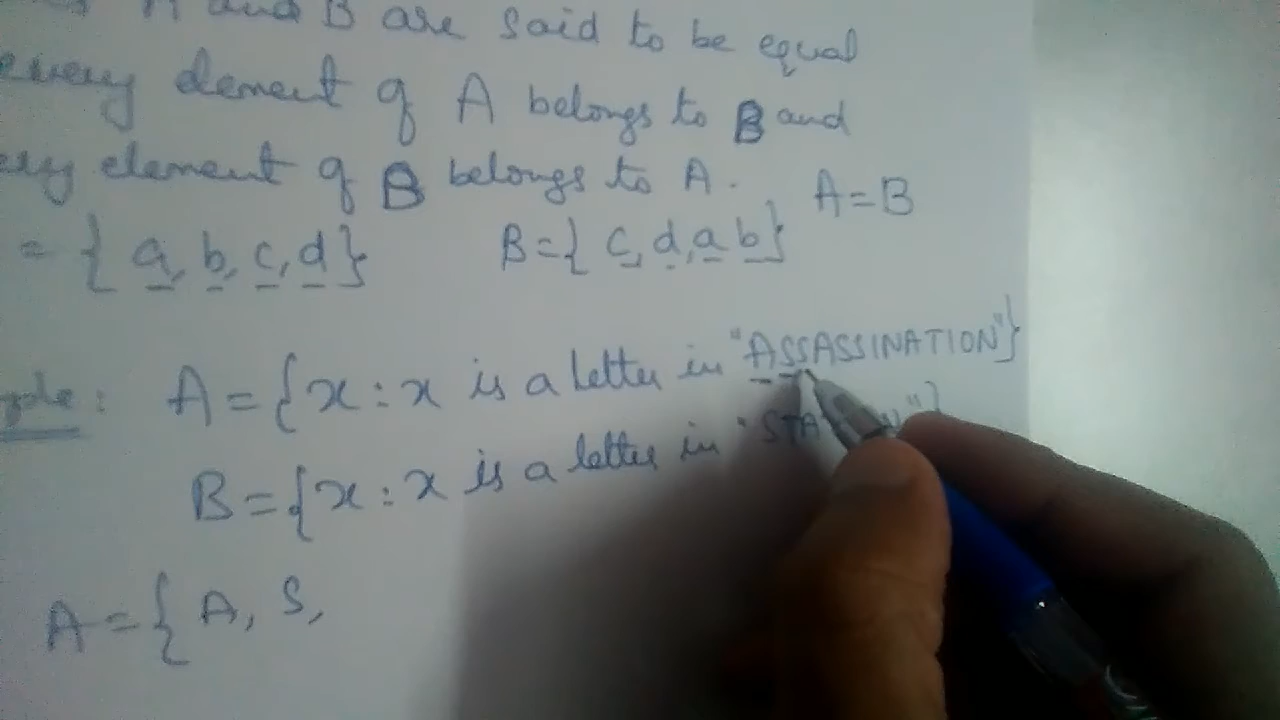 A and B are said to be equal
every element of A belongs to B and
element of B belongs to A.
A=B
= { a, b, c, d}
B={ c, d, a b}
A={x : x is a letter in "ASSASSINATION"}
B={x : x is a letter in "STA
A={ A, S,